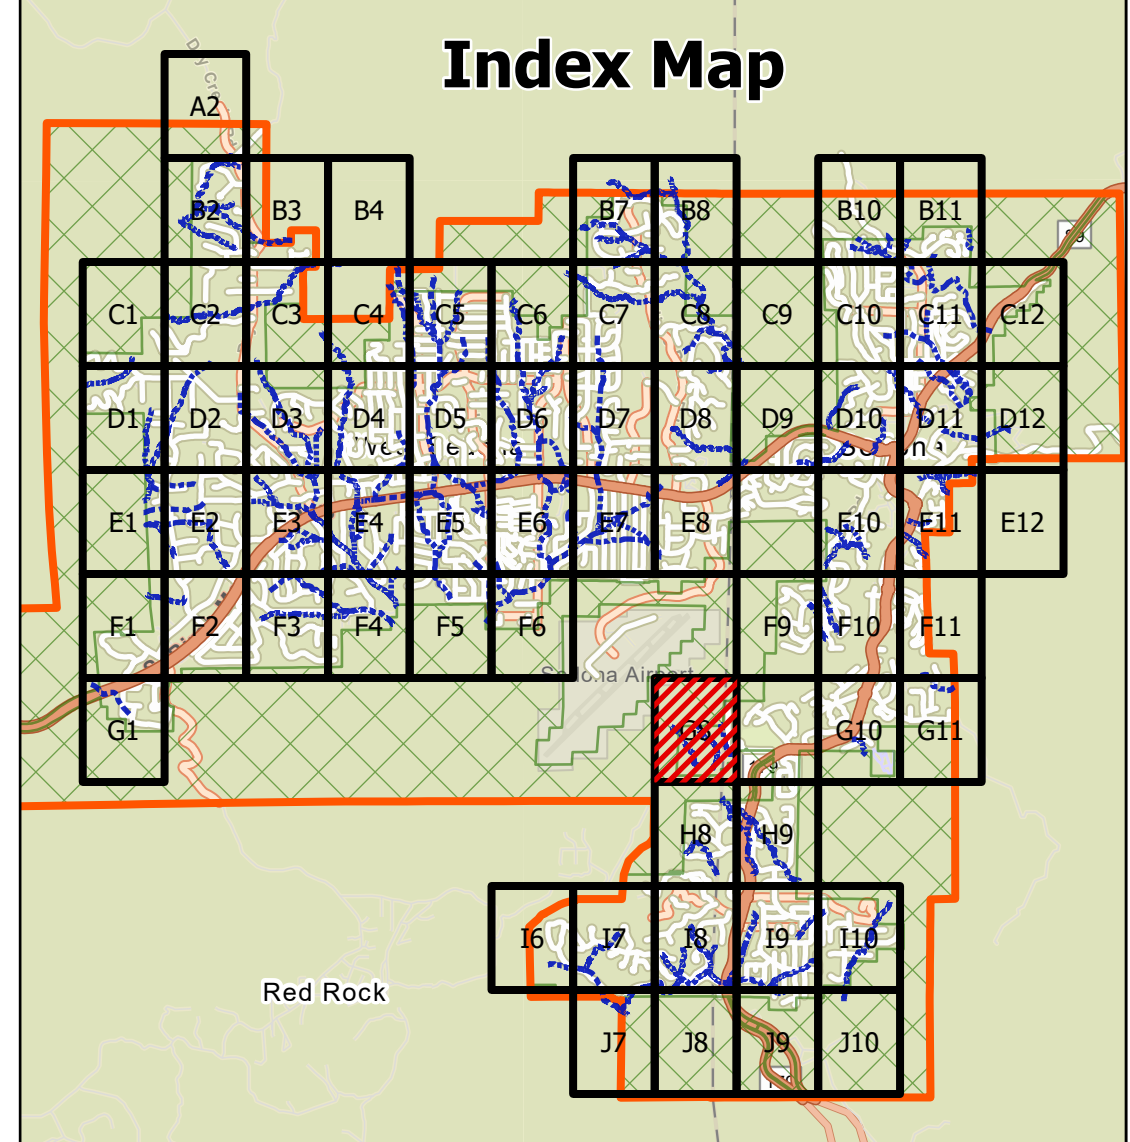 Index Map
A2
B2 B3 B4 B7 B8 B10 B11
89
C1 C2 C3 C4 C5 C6 C7 C8 C9 C10 C11 C12
D1 D2 D3 D4 D5 D6 D7 D8 D9 D10 D11 D12
E1 E2 E3 E4 E5 E6 E7 E8 E10 E11 E12
F1 F2 F3 F4 F5 F6 F9 F10 F11
Sedona Airport
G1 G8 G10 G11
H8 H9
I6 I7 I8 I9 I10
Red Rock
J7 J8 J9 J10